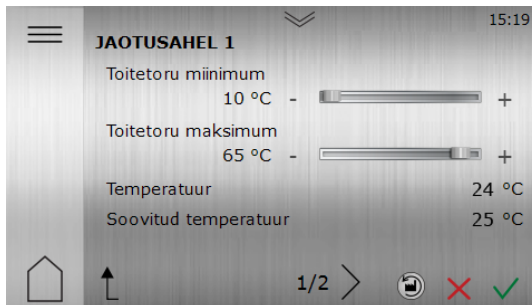 15:19
JAOTUSAHEL 1
Toitetoru miinimum
10 °C - +
Toitetoru maksimum
65 °C - +
Temperatuur 24 °C
Soovitud temperatuur 25 °C
1/2